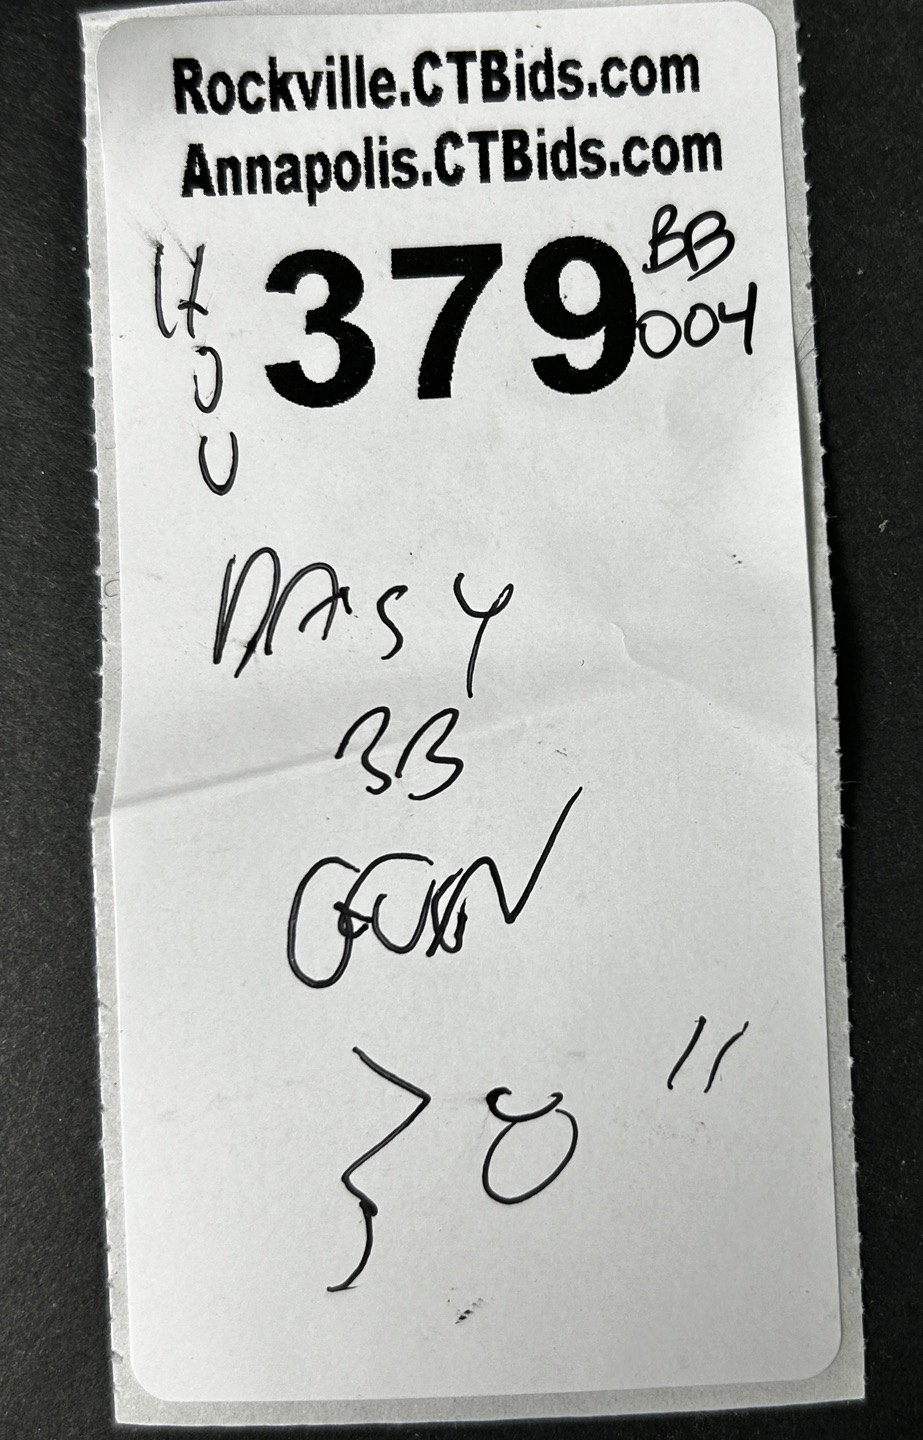 Rockville.CTBids.com
Annapolis.CTBids.com
379
BB
004
DAISY
BB
GUN
30 "